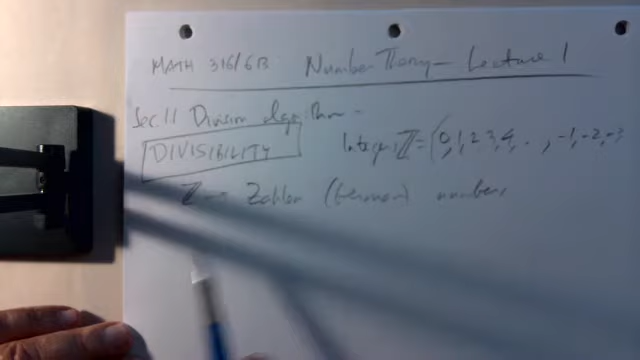 MATH 316/6B Number Theory - Lecture 1
Sec. 1.1 Division algorithm -
DIVISIBILITY Integers ℤ = {0, 1, 2, 3, 4, . . , -1, -2, -3
ℤ - Zahlen (German) numbers